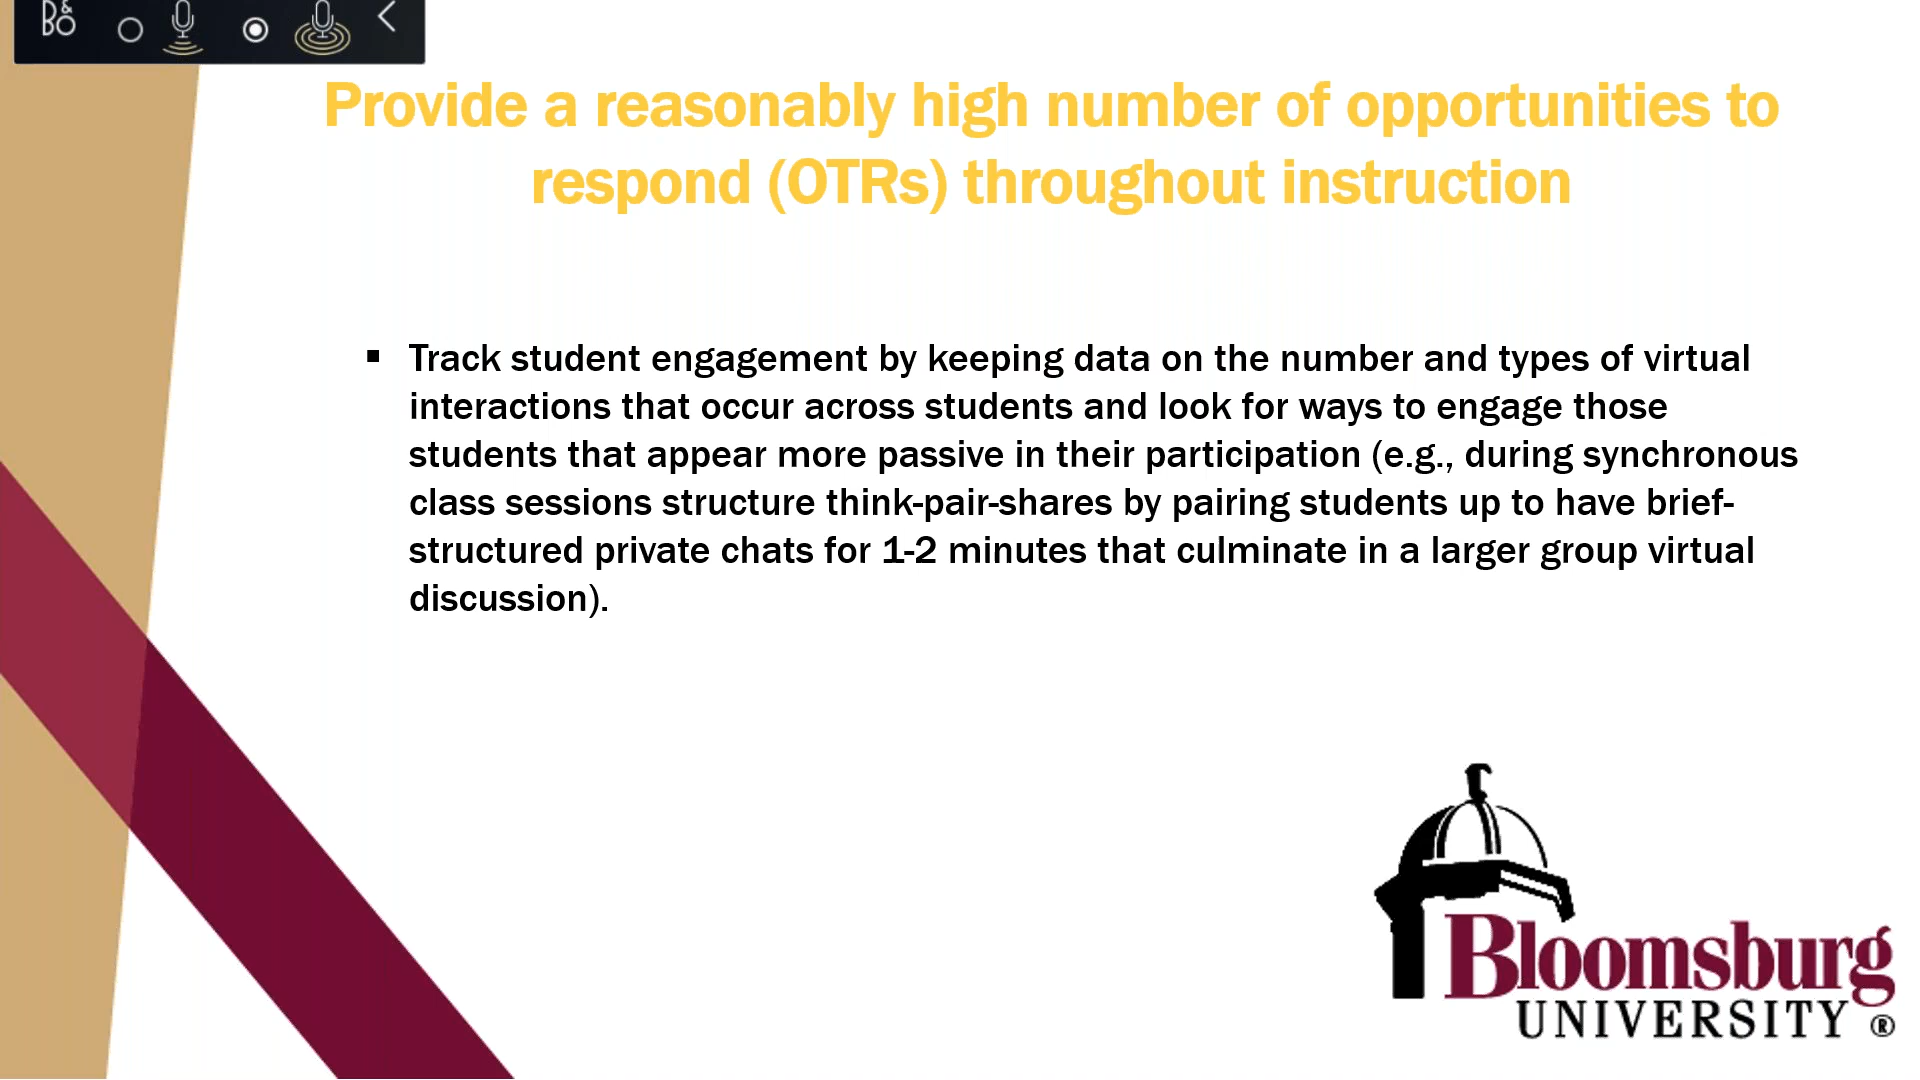 B&O
Provide a reasonably high number of opportunities to
respond (OTRs) throughout instruction
▪ Track student engagement by keeping data on the number and types of virtual
interactions that occur across students and look for ways to engage those
students that appear more passive in their participation (e.g., during synchronous
class sessions structure think-pair-shares by pairing students up to have brief-
structured private chats for 1-2 minutes that culminate in a larger group virtual
discussion).
Bloomsburg
UNIVERSITY ®